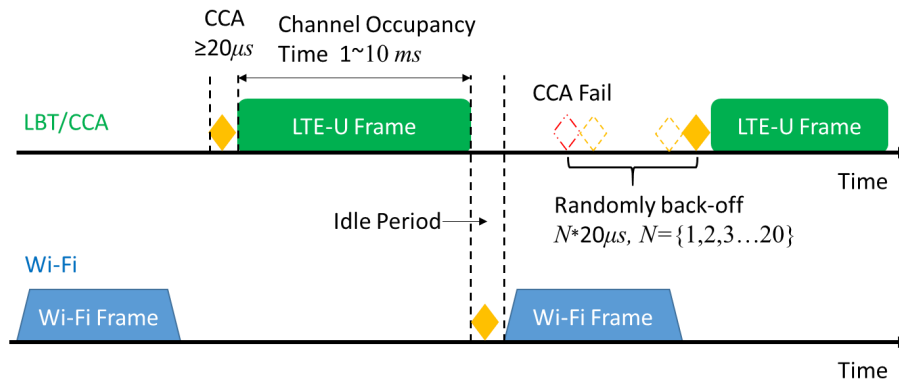 CCA
≥20μs
Channel Occupancy
Time 1~10 ms
CCA Fail
LBT/CCA
LTE-U Frame
LTE-U Frame
Time
Idle Period
Randomly back-off
N*20μs, N={1,2,3…20}
Wi-Fi
Wi-Fi Frame
Wi-Fi Frame
Time